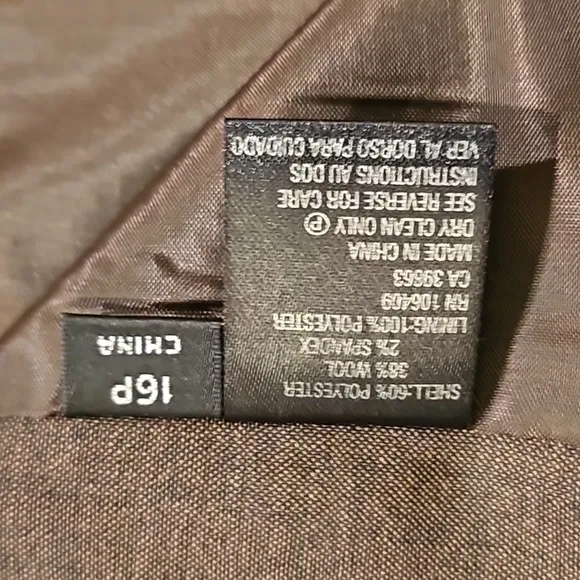 SHELL:60% POLYESTER
38% WOOL
2% SPANDEX
LINING:100% POLYESTER
RN 106409
CA 39663
MADE IN CHINA
DRY CLEAN ONLY Ⓟ
SEE REVERSE FOR CARE
INSTRUCTIONS AU DOS
VEP AL DORSO PARA CUIDADO
16P
CHINA